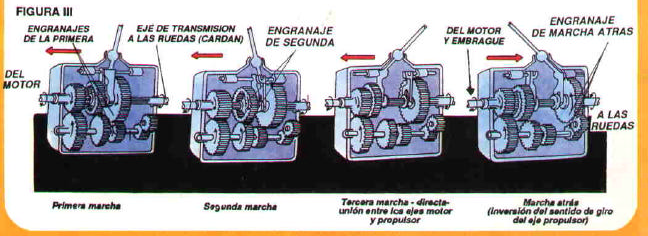 FIGURA III
ENGRANAJES
DE LA PRIMERA
EJE DE TRANSMISION
A LAS RUEDAS (CARDAN)
ENGRANAJE
DE SEGUNDA
DEL MOTOR
Y EMBRAGUE
ENGRANAJE
DE MARCHA ATRAS
DEL
MOTOR
A LAS
RUEDAS
Primera marcha
Segunda marcha
Tercera marcha - directa-
unión entre los ejes motor
y propulsor
Marcha atrás
(inversión del sentido de giro
del eje propulsor)